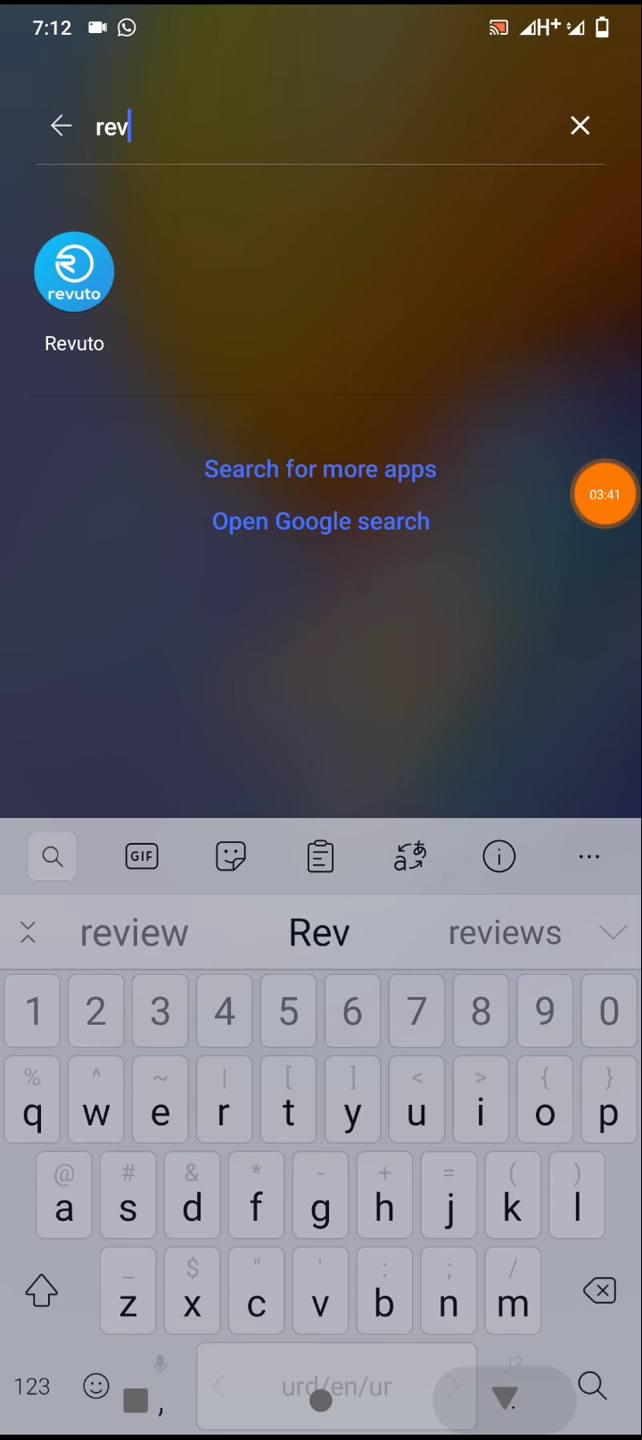 7:12 H+
rev
revuto
Revuto
Search for more apps
03:41
Open Google search
GIF
review Rev reviews
1 2 3 4 5 6 7 8 9 0
% ^ ~ | [ ] < > { }
q w e r t y u i o p
@ # & * - + = ( )
a s d f g h j k l
_ $ " ' : ; /
z x c v b n m
,!?
123 , urd/en/ur .